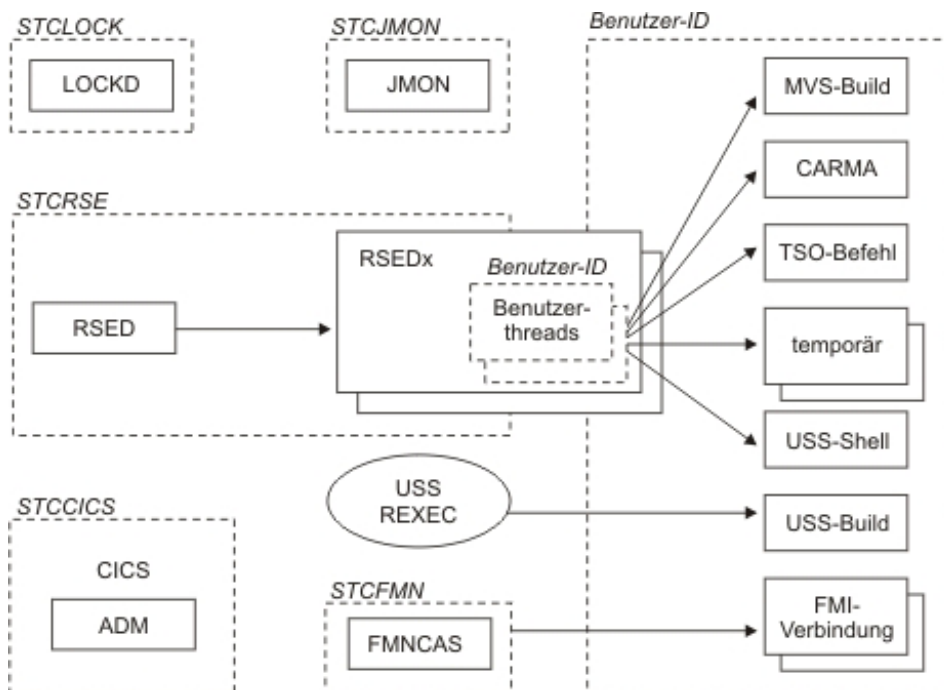 STCLOCK
LOCKD
STCJMON
JMON
Benutzer-ID
MVS-Build
CARMA
TSO-Befehl
temporär
USS-Shell
USS-Build
FMI-
Verbindung
STCRSE
RSED
RSEDx
Benutzer-ID
Benutzer-
threads
USS
REXEC
STCCICS
CICS
ADM
STCFMN
FMNCAS